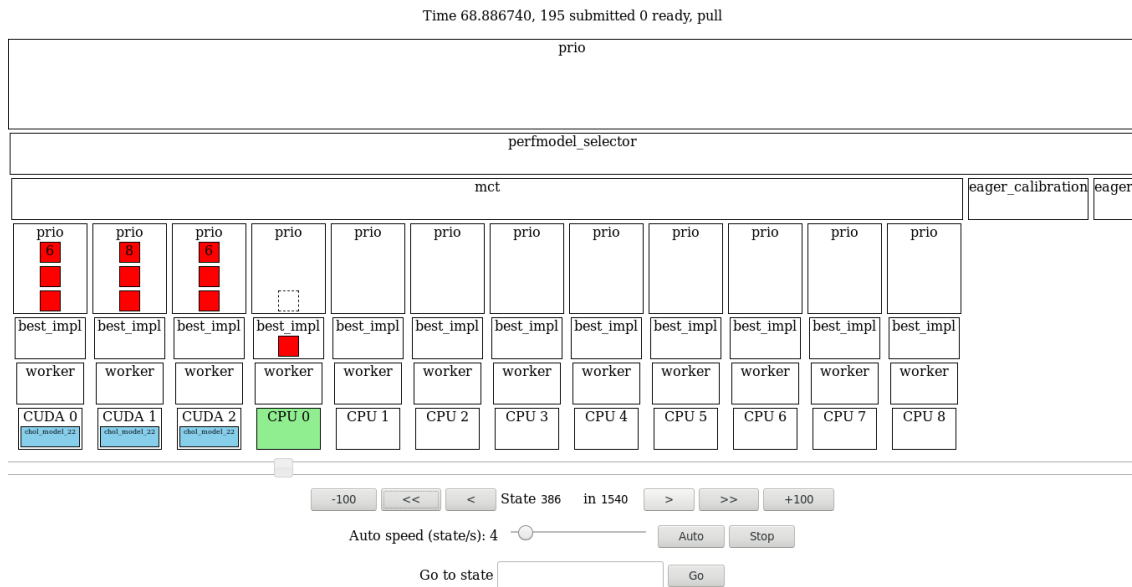 Time 68.886740, 195 submitted 0 ready, pull
prio
perfmodel_selector
mct eager_calibration eager
prio prio prio prio prio prio prio prio prio prio prio prio
6 8 6
best_impl best_impl best_impl best_impl best_impl best_impl best_impl best_impl best_impl best_impl best_impl best_impl
worker worker worker worker worker worker worker worker worker worker worker worker
CUDA 0 CUDA 1 CUDA 2 CPU 0 CPU 1 CPU 2 CPU 3 CPU 4 CPU 5 CPU 6 CPU 7 CPU 8
chol_model_22 chol_model_22 chol_model_22
-100 << < State 386 in 1540 > >> +100
Auto speed (state/s): 4 Auto Stop
Go to state Go